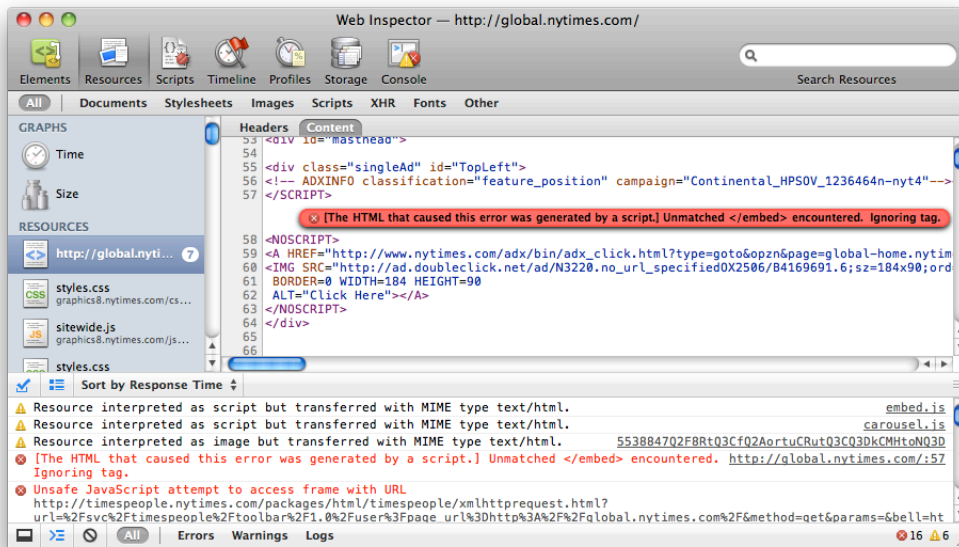 Web Inspector — http://global.nytimes.com/
Elements Resources Scripts Timeline Profiles Storage Console
Search Resources
All Documents Stylesheets Images Scripts XHR Fonts Other
GRAPHS
Time
Size
RESOURCES
http://global.nyti... 7
styles.css
graphics8.nytimes.com/cs...
sitewide.js
graphics8.nytimes.com/js...
styles.css
Headers Content
53 <div id="masthead">
54
55 <div class="singleAd" id="TopLeft">
56 <!-- ADXINFO classification="feature_position" campaign="Continental_HPSOV_1236464n-nyt4"-->
57 </SCRIPT>
[The HTML that caused this error was generated by a script.] Unmatched </embed> encountered. Ignoring tag.
58 <NOSCRIPT>
59 <A HREF="http://www.nytimes.com/adx/bin/adx_click.html?type=goto&opzn&page=global-home.nytim
60 <IMG SRC="http://ad.doubleclick.net/ad/N3220.no_url_specifiedOX2506/B4169691.6;sz=184x90;ord
61 BORDER=0 WIDTH=184 HEIGHT=90
62 ALT="Click Here"></A>
63 </NOSCRIPT>
64 </div>
65
66
Sort by Response Time
Resource interpreted as script but transferred with MIME type text/html. embed.js
Resource interpreted as script but transferred with MIME type text/html. carousel.js
Resource interpreted as image but transferred with MIME type text/html. 5538847Q2F8RtQ3CfQ2AortuCRutQ3CQ3DkCMHtoNQ3D
[The HTML that caused this error was generated by a script.] Unmatched </embed> encountered. http://global.nytimes.com/:57
Ignoring tag.
Unsafe JavaScript attempt to access frame with URL
http://timespeople.nytimes.com/packages/html/timespeople/xmlhttprequest.html?
url=%2Fsvc%2Ftimespeople%2Ftoolbar%2F1.0%2Fuser%3Fpage_url%3Dhttp%3A%2F%2Fglobal.nytimes.com%2F&method=get&params=&bell=ht
All Errors Warnings Logs
16 6